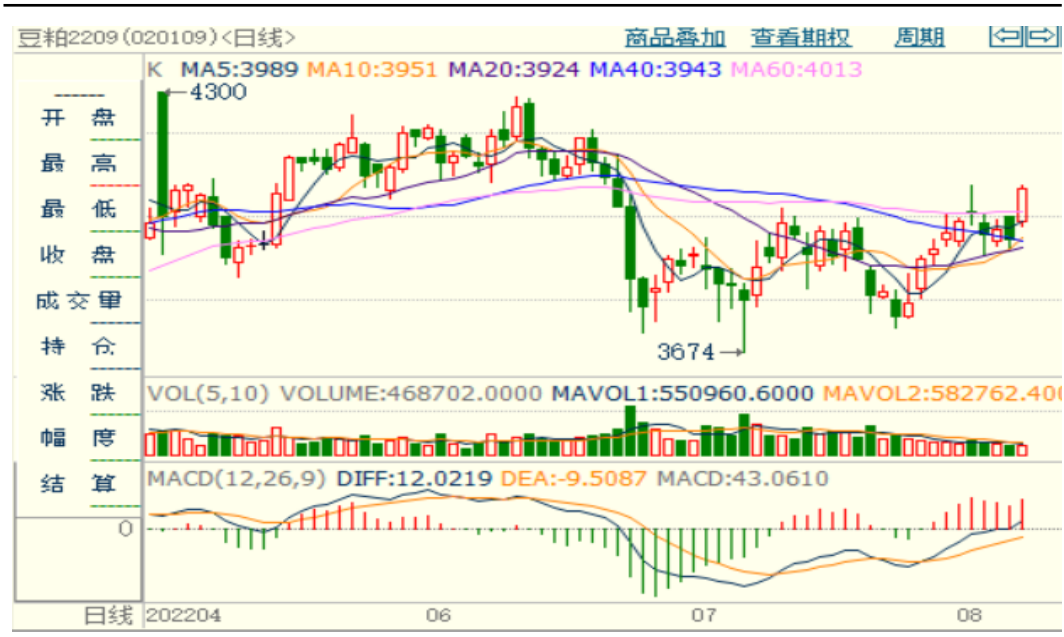 豆粕2209(020109)<日线> 商品叠加 查看期权 周期
K MA5:3989 MA10:3951 MA20:3924 MA40:3943 MA60:4013
4300
开 盘
最 高
最 低
收 盘
成 交 量
持 仓
3674
涨 跌
VOL(5,10) VOLUME:468702.0000 MAVOL1:550960.6000 MAVOL2:582762.400
幅 度
结 算
MACD(12,26,9) DIFF:12.0219 DEA:-9.5087 MACD:43.0610
0
日线 202204 06 07 08